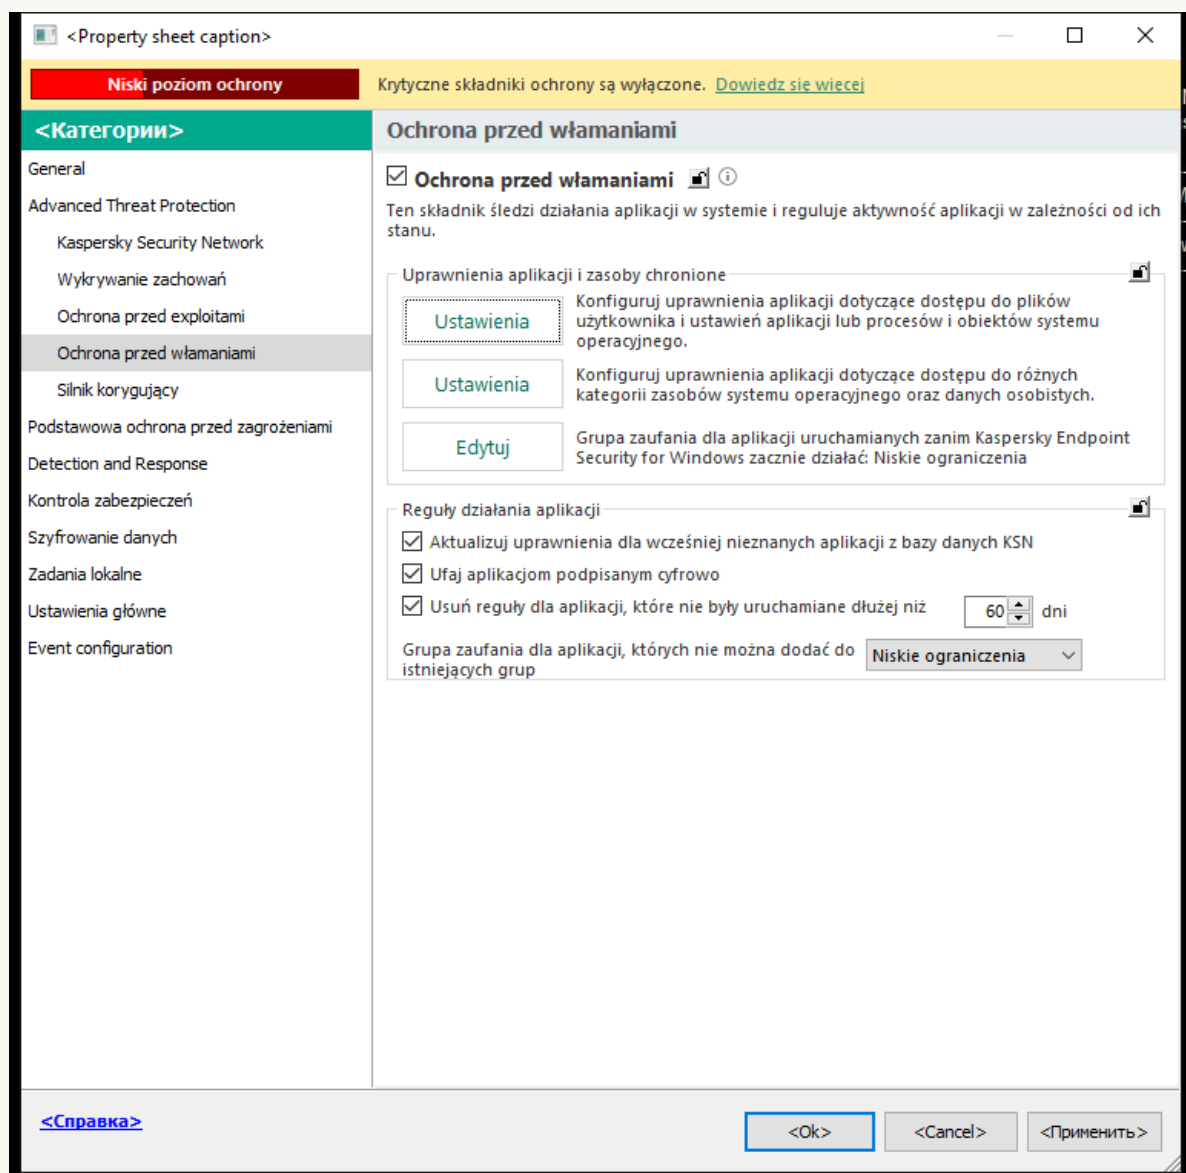 <Property sheet caption>
Niski poziom ochrony
Krytyczne składniki ochrony są wyłączone. Dowiedz się więcej
<Категории>
General
Advanced Threat Protection
Kaspersky Security Network
Wykrywanie zachowań
Ochrona przed exploitami
Ochrona przed włamaniami
Silnik korygujący
Podstawowa ochrona przed zagrożeniami
Detection and Response
Kontrola zabezpieczeń
Szyfrowanie danych
Zadania lokalne
Ustawienia główne
Event configuration
Ochrona przed włamaniami
Ochrona przed włamaniami
Ten składnik śledzi działania aplikacji w systemie i reguluje aktywność aplikacji w zależności od ich
stanu.
Uprawnienia aplikacji i zasoby chronione
Ustawienia
Konfiguruj uprawnienia aplikacji dotyczące dostępu do plików
użytkownika i ustawień aplikacji lub procesów i obiektów systemu
operacyjnego.
Ustawienia
Konfiguruj uprawnienia aplikacji dotyczące dostępu do różnych
kategorii zasobów systemu operacyjnego oraz danych osobistych.
Edytuj
Grupa zaufania dla aplikacji uruchamianych zanim Kaspersky Endpoint
Security for Windows zacznie działać: Niskie ograniczenia
Reguły działania aplikacji
Aktualizuj uprawnienia dla wcześniej nieznanych aplikacji z bazy danych KSN
Ufaj aplikacjom podpisanym cyfrowo
Usuń reguły dla aplikacji, które nie były uruchamiane dłużej niż 60 dni
Grupa zaufania dla aplikacji, których nie można dodać do
istniejących grup
Niskie ograniczenia
<Справка>
<Ok>
<Cancel>
<Применить>